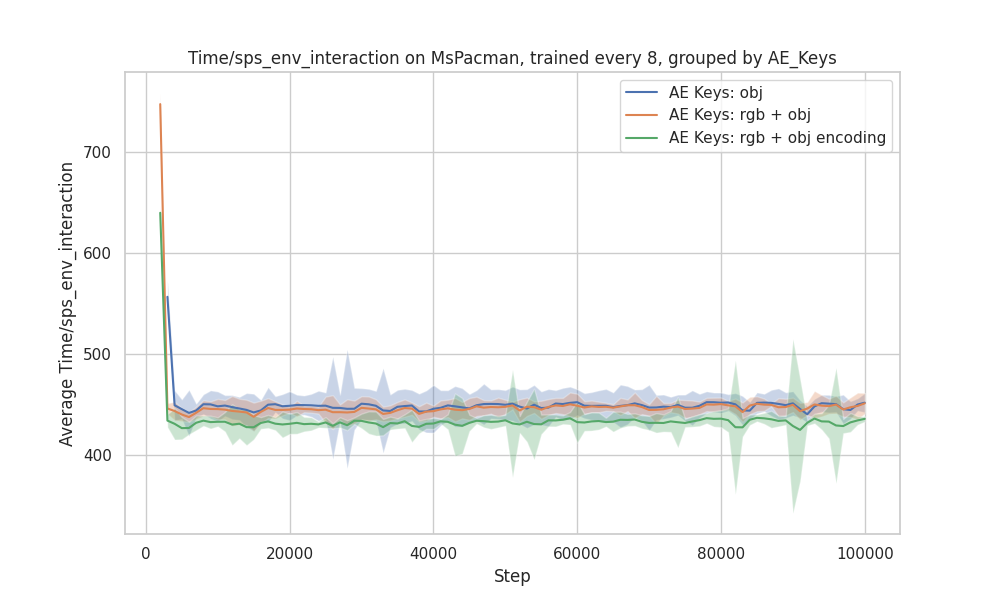 Time/sps_env_interaction on MsPacman, trained every 8, grouped by AE_Keys
AE Keys: obj
AE Keys: rgb + obj
AE Keys: rgb + obj encoding
Average Time/sps_env_interaction
700
600
500
400
0 20000 40000 60000 80000 100000
Step